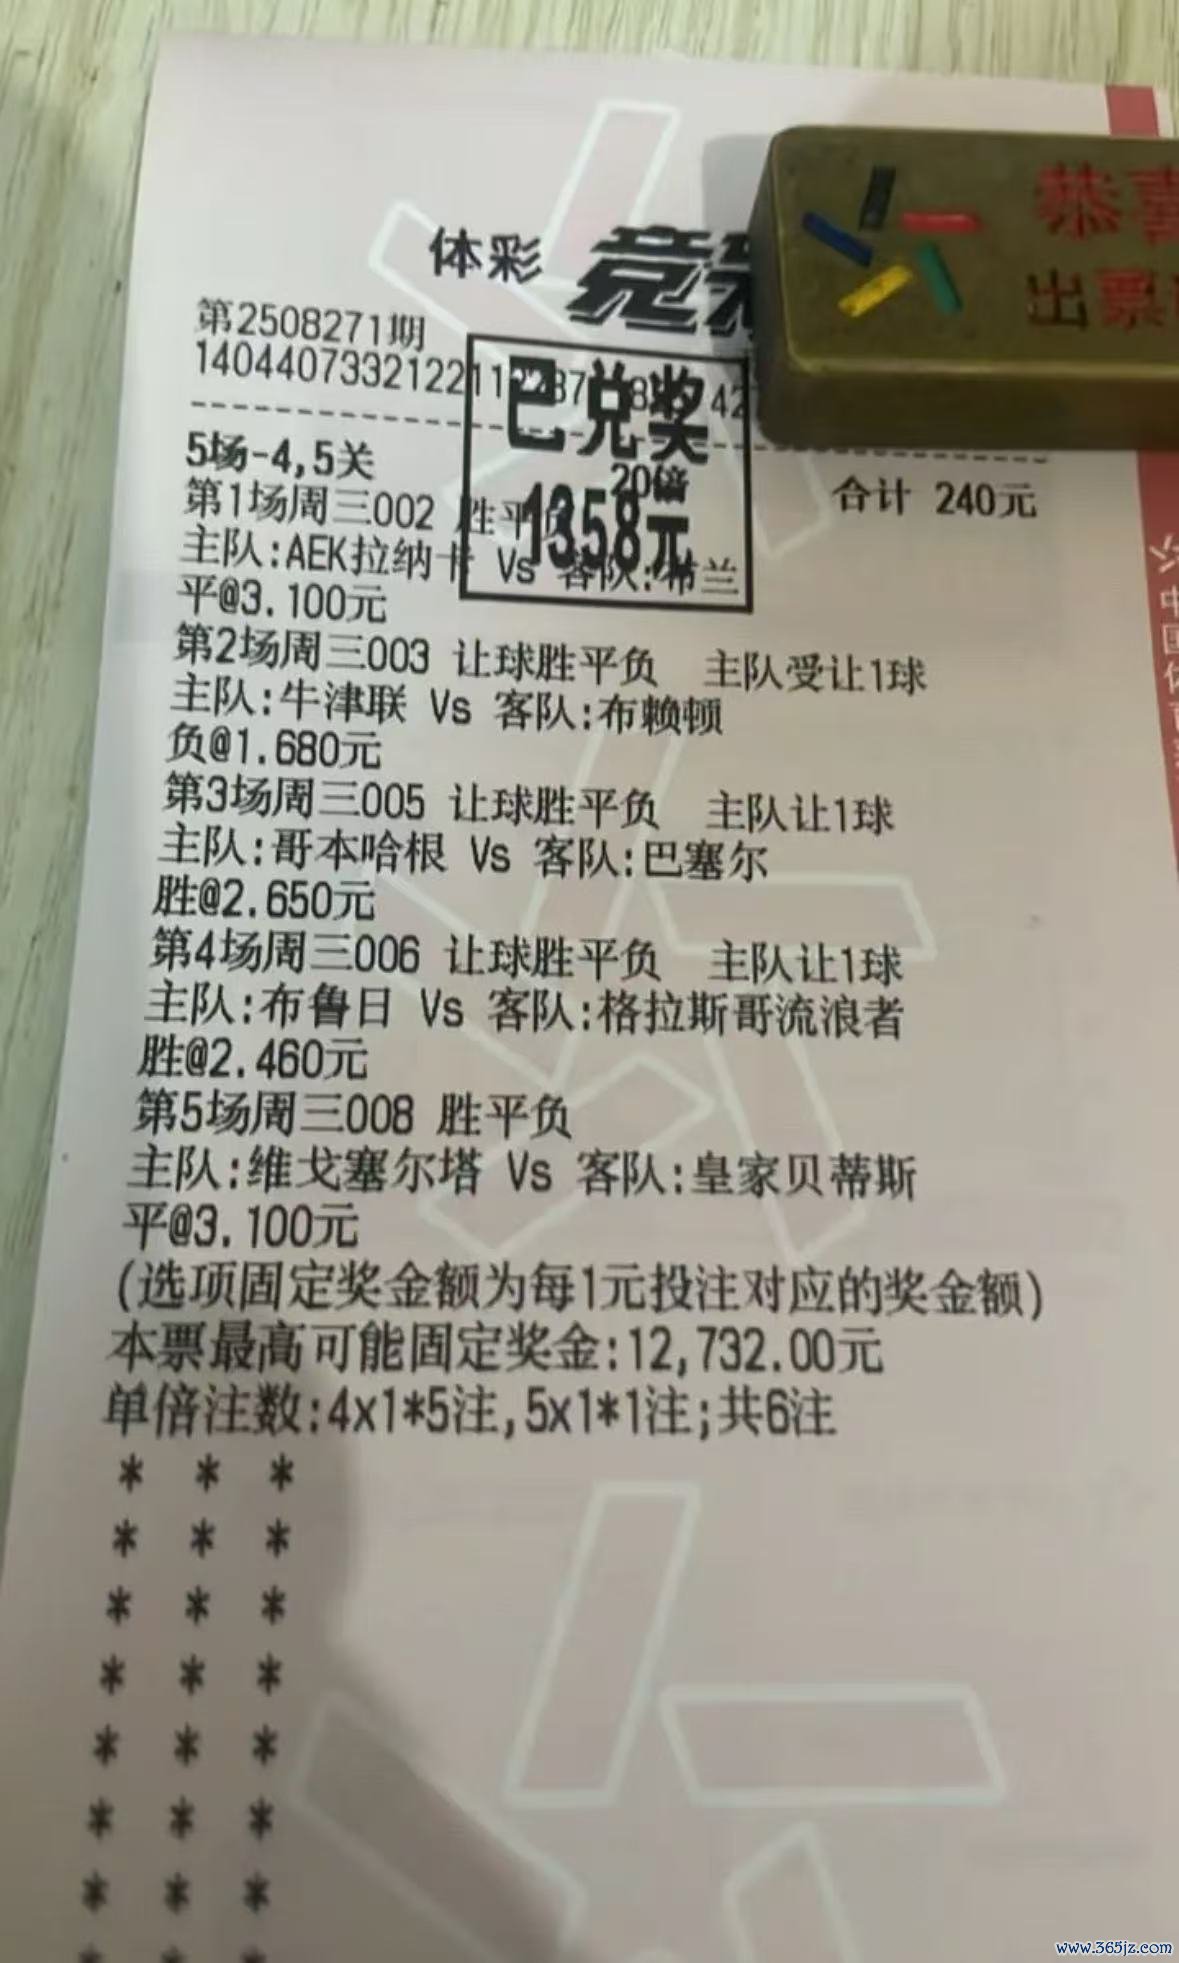 体彩 竞
恭喜
出票
第2508271期
1404407332122112287
5场-4,5关
已兑奖
1358元
20倍
合计 240元
第1场周三002 胜平负
主队:AEK拉纳卡 Vs 客队:布兰
平@3.100元
第2场周三003 让球胜平负 主队受让1球
主队:牛津联 Vs 客队:布赖顿
负@1.680元
第3场周三005 让球胜平负 主队让1球
主队:哥本哈根 Vs 客队:巴塞尔
胜@2.650元
第4场周三006 让球胜平负 主队让1球
主队:布鲁日 Vs 客队:格拉斯哥流浪者
胜@2.460元
第5场周三008 胜平负
主队:维戈塞尔塔 Vs 客队:皇家贝蒂斯
平@3.100元
(选项固定奖金额为每1元投注对应的奖金额)
本票最高可能固定奖金:12,732.00元
单倍注数:4x1*5注,5x1*1注;共6注
* * *
* * *
* * *
* * *
* * *
* * *
* * *
中国体
www.365jz.com